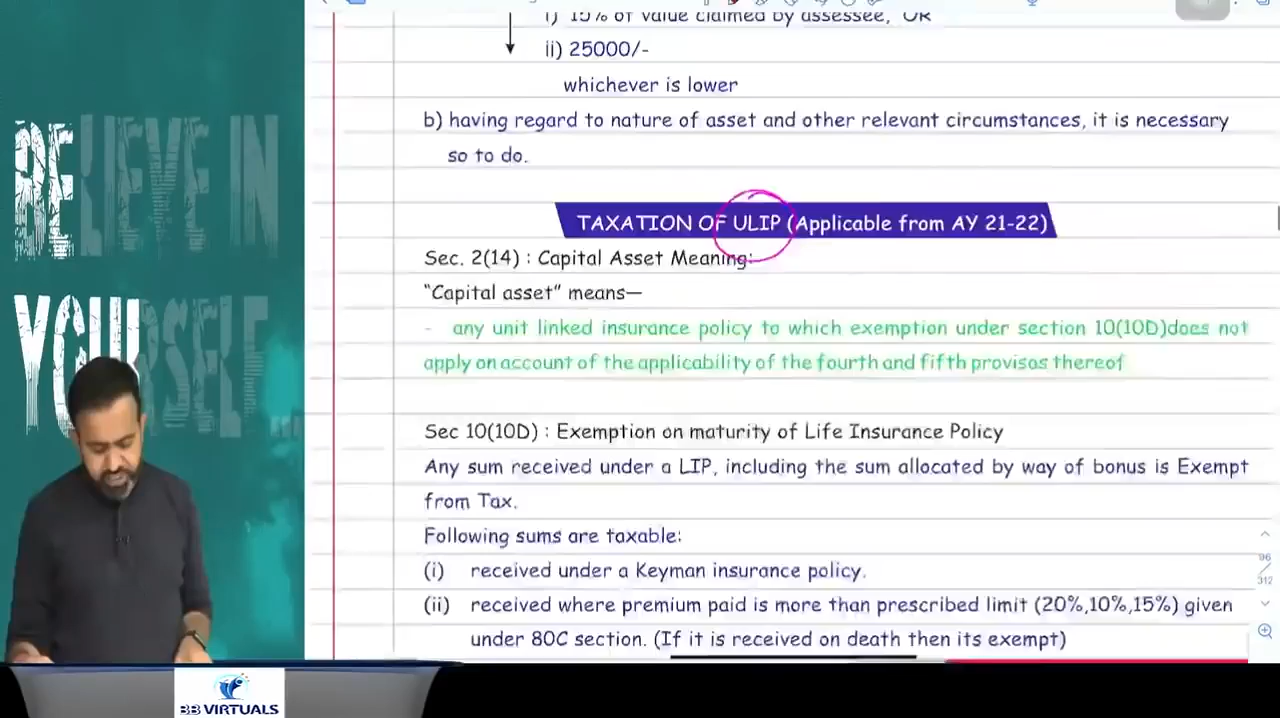 i) 15% of value claimed by assessee, OR
ii) 25000/-
whichever is lower
b) having regard to nature of asset and other relevant circumstances, it is necessary
so to do.
TAXATION OF ULIP (Applicable from AY 21-22)
Sec. 2(14) : Capital Asset Meaning:
“Capital asset” means—
- any unit linked insurance policy to which exemption under section 10(10D)does not
apply on account of the applicability of the fourth and fifth provisos thereof
Sec 10(10D) : Exemption on maturity of Life Insurance Policy
Any sum received under a LIP, including the sum allocated by way of bonus is Exempt
from Tax.
Following sums are taxable:
(i) received under a Keyman insurance policy.
(ii) received where premium paid is more than prescribed limit (20%,10%,15%) given
under 80C section. (If it is received on death then its exempt)
96
312
BELIEVE IN
YOURSELF...
BB VIRTUALS